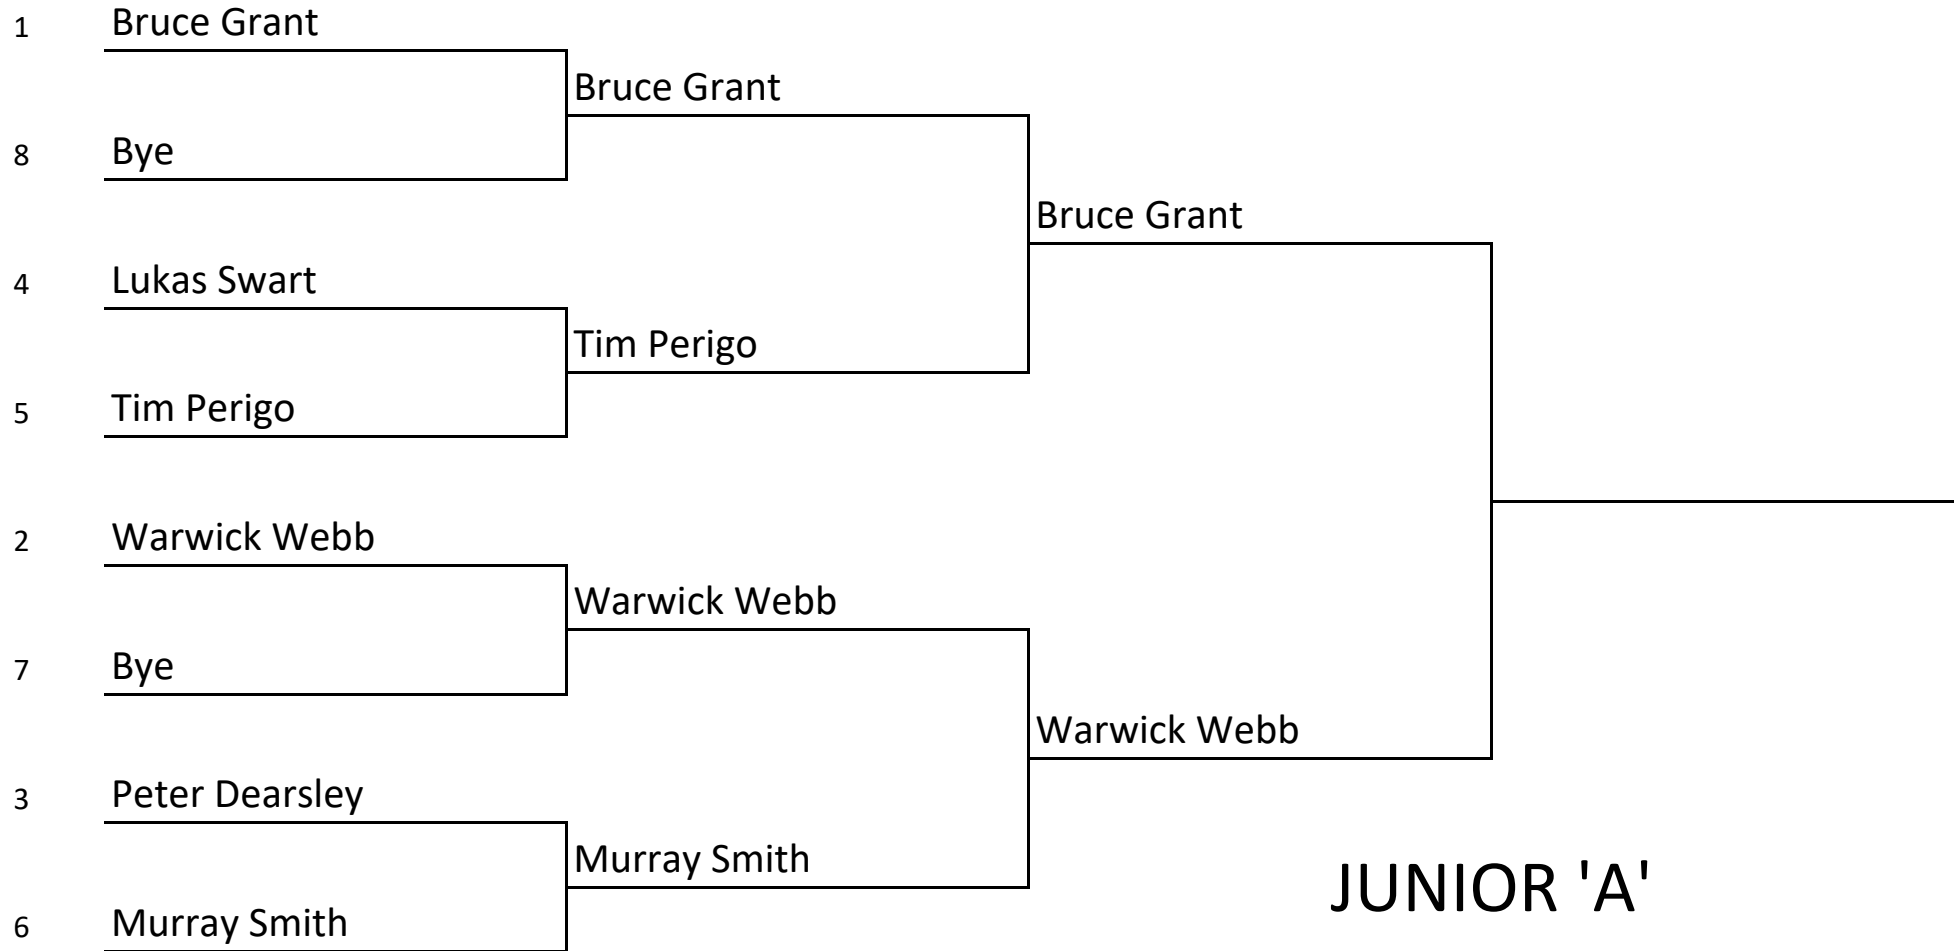 1 Bruce Grant
Bruce Grant
8 Bye
Bruce Grant
4 Lukas Swart
Tim Perigo
5 Tim Perigo
2 Warwick Webb
Warwick Webb
7 Bye
Warwick Webb
3 Peter Dearsley
Murray Smith
JUNIOR 'A'
6 Murray Smith